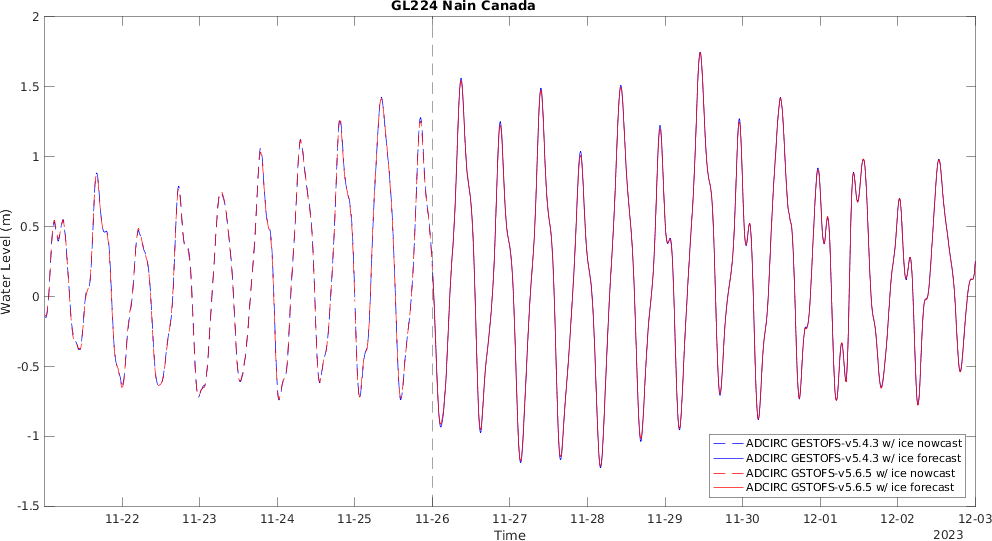 GL224 Nain Canada
2
1.5
1
0.5
0
-0.5
-1
-1.5
Water Level (m)
ADCIRC GESTOFS-v5.4.3 w/ ice nowcast
ADCIRC GESTOFS-v5.4.3 w/ ice forecast
ADCIRC GSTOFS-v5.6.5 w/ ice nowcast
ADCIRC GSTOFS-v5.6.5 w/ ice forecast
11-22 11-23 11-24 11-25 11-26 11-27 11-28 11-29 11-30 12-01 12-02 12-03
Time
2023